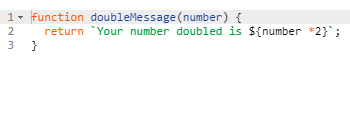 1 function doubleMessage(number) {
2 return `Your number doubled is ${number *2}`;
3 }